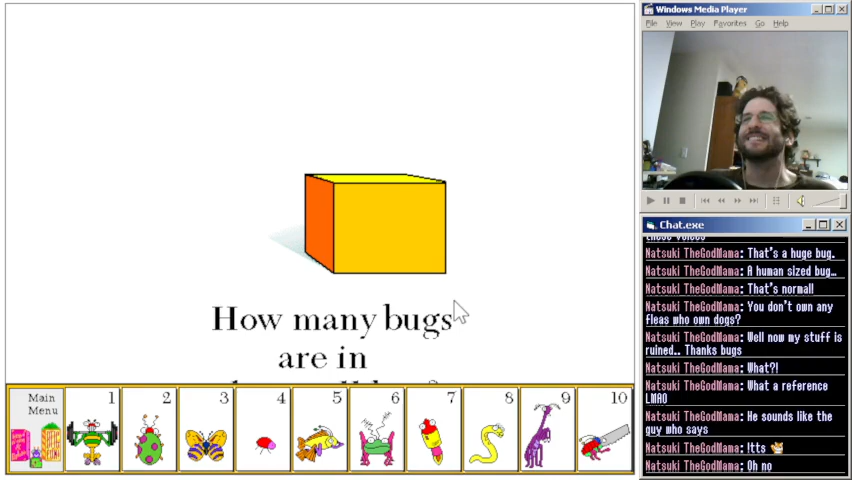 How many bugs
are in
Main
Menu
1
2
3
4
5
6
7
8
9
10
Windows Media Player
File View Play Favorites Go Help
Chat.exe
these voices
Natsuki TheGodMama: That's a huge bug.
Natsuki TheGodMama: A human sized bug...
Natsuki TheGodMama: That's normal!
Natsuki TheGodMama: You don't own any
fleas who own dogs?
Natsuki TheGodMama: Well now my stuff is
ruined.. Thanks bugs
Natsuki TheGodMama: What?!
Natsuki TheGodMama: What a reference
LMAO
Natsuki TheGodMama: He sounds like the
guy who says
Natsuki TheGodMama: !tts
Natsuki TheGodMama: Oh no